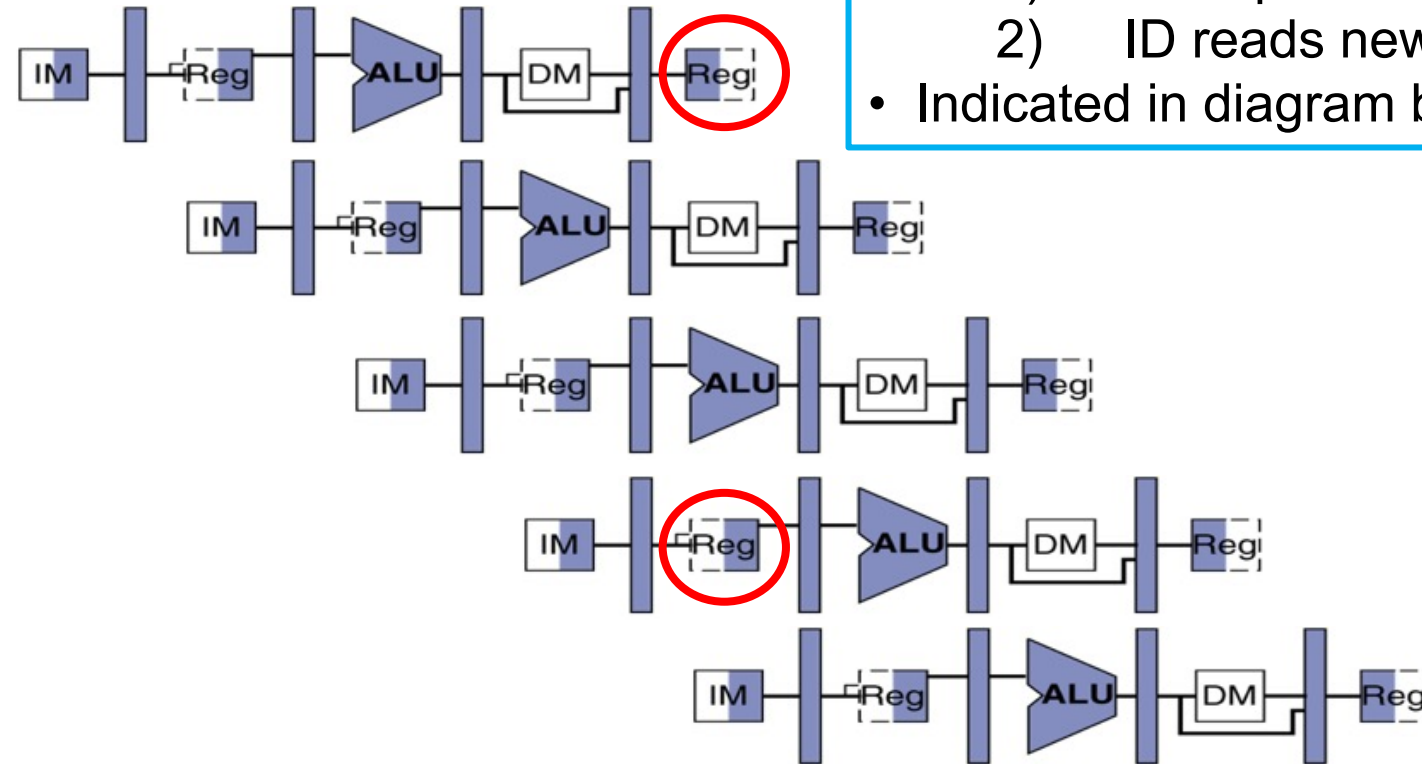 2) ID reads new
• Indicated in diagram b
IM Reg ALU DM Reg
IM Reg ALU DM Reg
IM Reg ALU DM Reg
IM Reg ALU DM Reg
IM Reg ALU DM Reg